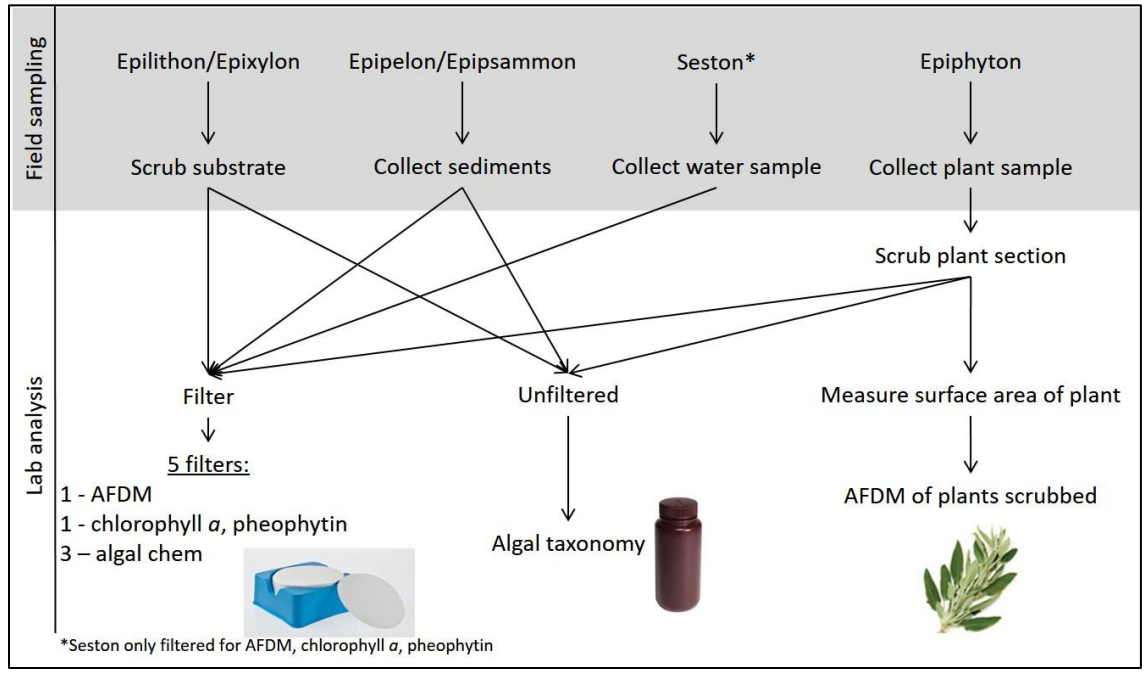 Field sampling
Epilithon/Epixylon
Epipelon/Epipsammon
Seston*
Epiphyton
Scrub substrate
Collect sediments
Collect water sample
Collect plant sample
Scrub plant section
Lab analysis
Filter
Unfiltered
Measure surface area of plant
5 filters:
1 - AFDM
1 - chlorophyll a, pheophytin
3 – algal chem
Algal taxonomy
AFDM of plants scrubbed
*Seston only filtered for AFDM, chlorophyll a, pheophytin